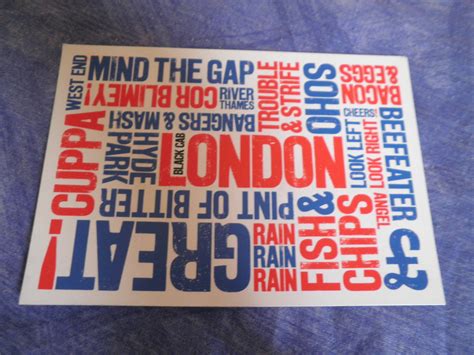 WEST END
MIND THE GAP
CUPPA
COR BLIMEY!
RIVER
THAMES
BANGERS & MASH
TROUBLE
& STRIFE
SOHO
BACON
& EGGS
CHEERS!
LOOK LEFT
LOOK RIGHT
BEEFEATER
HYDE
PARK
BLACK CAB
LONDON
ANGEL
PINT OF BITTER
GREAT!
RAIN
RAIN
RAIN
FISH &
CHIPS